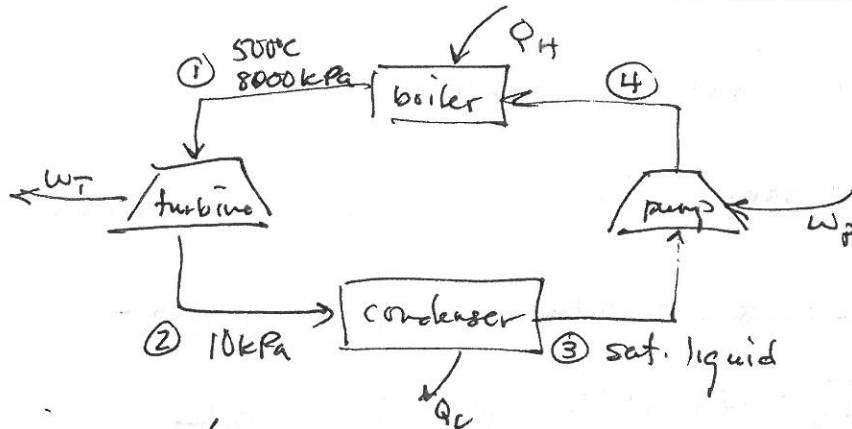 ① 500°C
8000 kPa
boiler
Q_H
④
W_T
turbine
pump
W_P
② 10 kPa
condenser
③ sat. liquid
Q_C